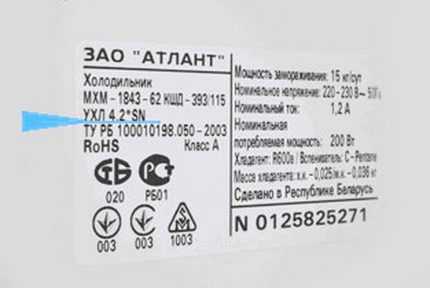 ЗАО "АТЛАНТ"
Холодильник
МХМ-1843-62 КШД-393/115
УХЛ 4.2*SN
ТУ РБ 100010198.050-2003
RoHS Класс А
020 РБ01
003 003 1003
Мощность замораживания: 15 кг/сут
Номинальное напряжение: 220-230 В~ 50Гц
Номинальный ток: 1,2 А
Номинальная
потребляемая мощность: 200 Вт
Хладагент: R600a/Вспениватель: C-Pentane
Масса хладагента: х.к.-0,025/м.к.-0,036 кг
Сделано в Республике Беларусь
N 0125825271